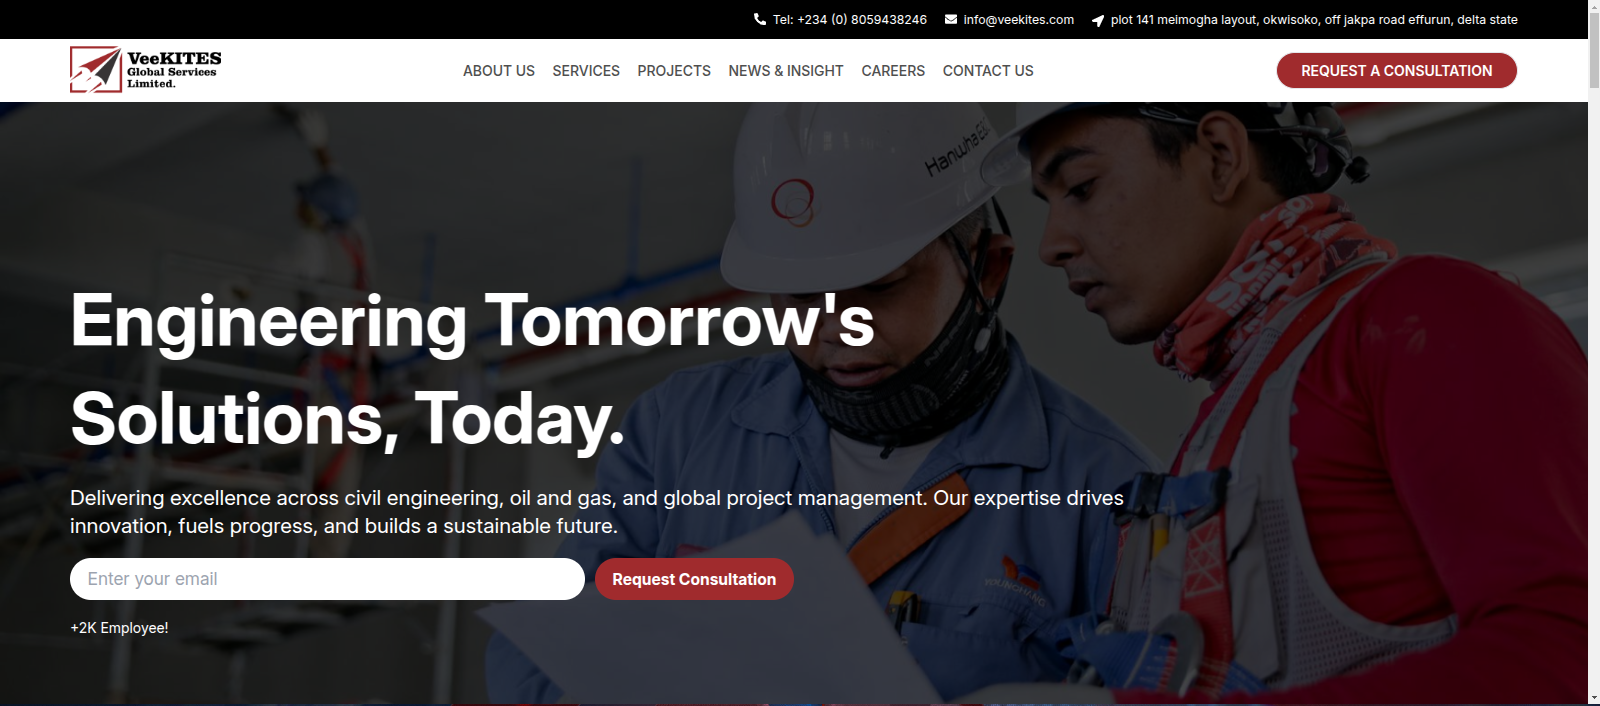 Tel: +234 (0) 8059438246 info@veekites.com plot 141 meimogha layout, okwisoko, off jakpa road effurun, delta state
VeeKITES
Global Services
Limited.
ABOUT US SERVICES PROJECTS NEWS & INSIGHT CAREERS CONTACT US
REQUEST A CONSULTATION
Hanwha
Engineering Tomorrow's
Solutions, Today.
Delivering excellence across civil engineering, oil and gas, and global project management. Our expertise drives
innovation, fuels progress, and builds a sustainable future.
Enter your email
Request Consultation
YOUNGHANG
+2K Employee!